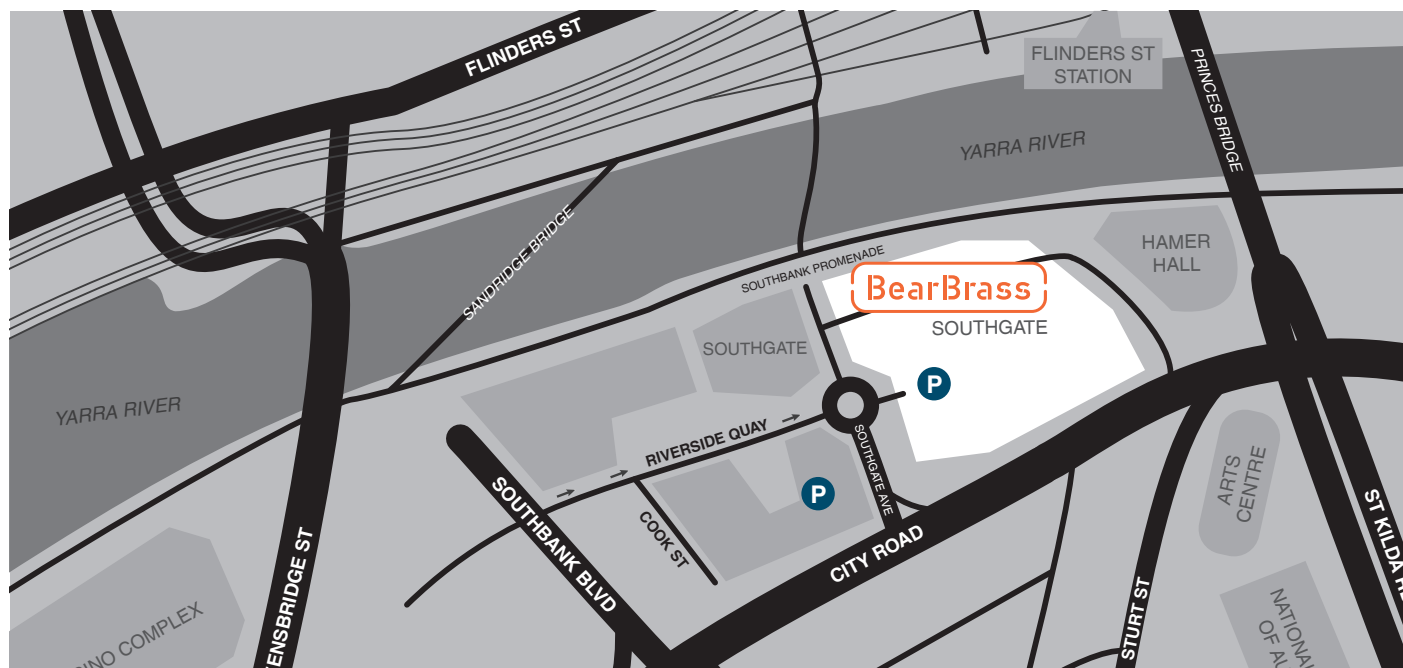 FLINDERS ST
FLINDERS ST
STATION
PRINCES BRIDGE
YARRA RIVER
SANDRIDGE BRIDGE
SOUTHBANK PROMENADE
HAMER
HALL
BearBrass
SOUTHGATE
SOUTHGATE
P
YARRA RIVER
RIVERSIDE QUAY
SOUTHGATE AVE
P
SOUTHBANK BLVD
COOK ST
CITY ROAD
ARTS
CENTRE
ST KILDA
STURT ST
ENSBRIDGE ST
INO COMPLEX
NATIONAL
OF